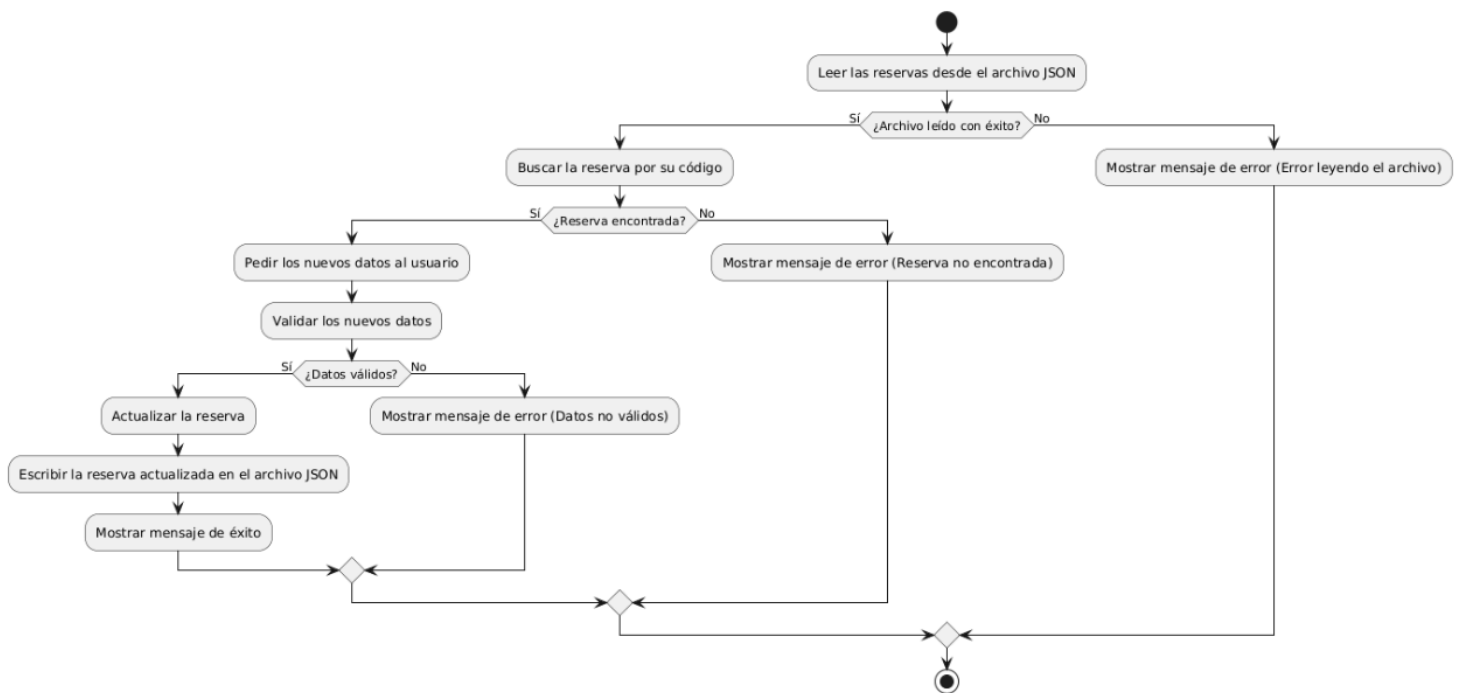 Leer las reservas desde el archivo JSON
Sí
¿Archivo leído con éxito?
No
Buscar la reserva por su código
Mostrar mensaje de error (Error leyendo el archivo)
Sí
¿Reserva encontrada?
No
Pedir los nuevos datos al usuario
Mostrar mensaje de error (Reserva no encontrada)
Validar los nuevos datos
Sí
¿Datos válidos?
No
Actualizar la reserva
Mostrar mensaje de error (Datos no válidos)
Escribir la reserva actualizada en el archivo JSON
Mostrar mensaje de éxito